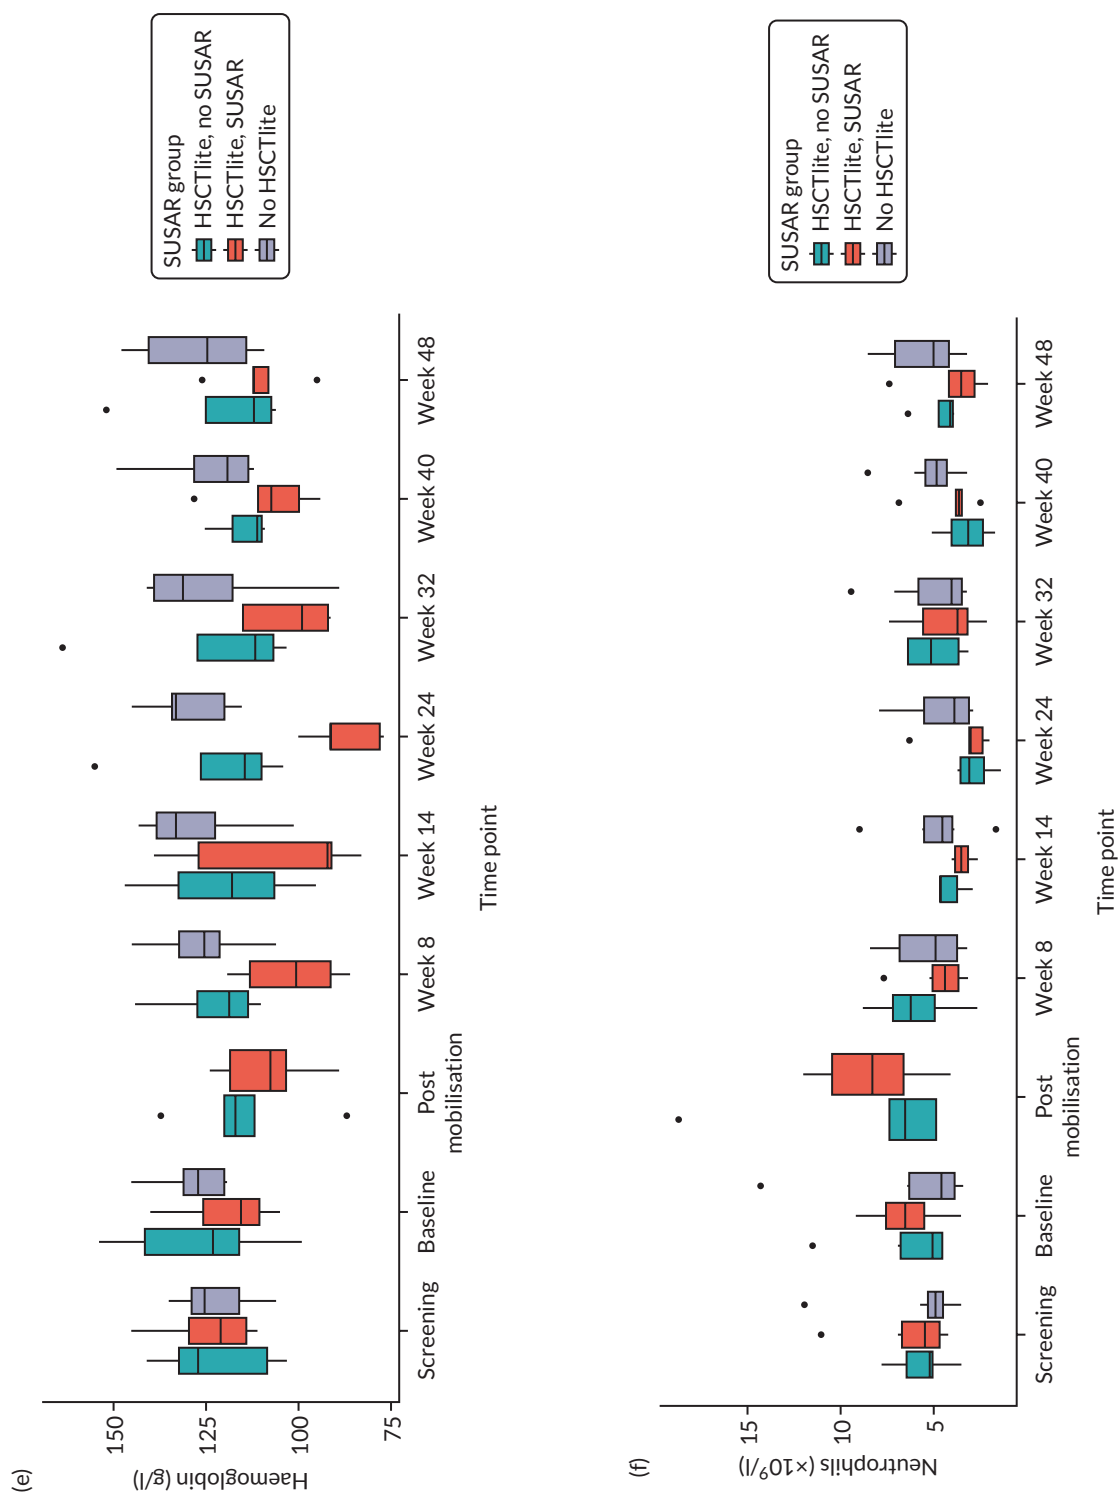 (e)
Haemoglobin (g/l)
150
125
100
75
Screening
Baseline
Post
mobilisation
Week 8
Week 14
Week 24
Week 32
Week 40
Week 48
Time point
SUSAR group
HSCTlite, no SUSAR
HSCTlite, SUSAR
No HSCTlite
(f)
Neutrophils (×10⁹/l)
15
10
5
Screening
Baseline
Post
mobilisation
Week 8
Week 14
Week 24
Week 32
Week 40
Week 48
Time point
SUSAR group
HSCTlite, no SUSAR
HSCTlite, SUSAR
No HSCTlite